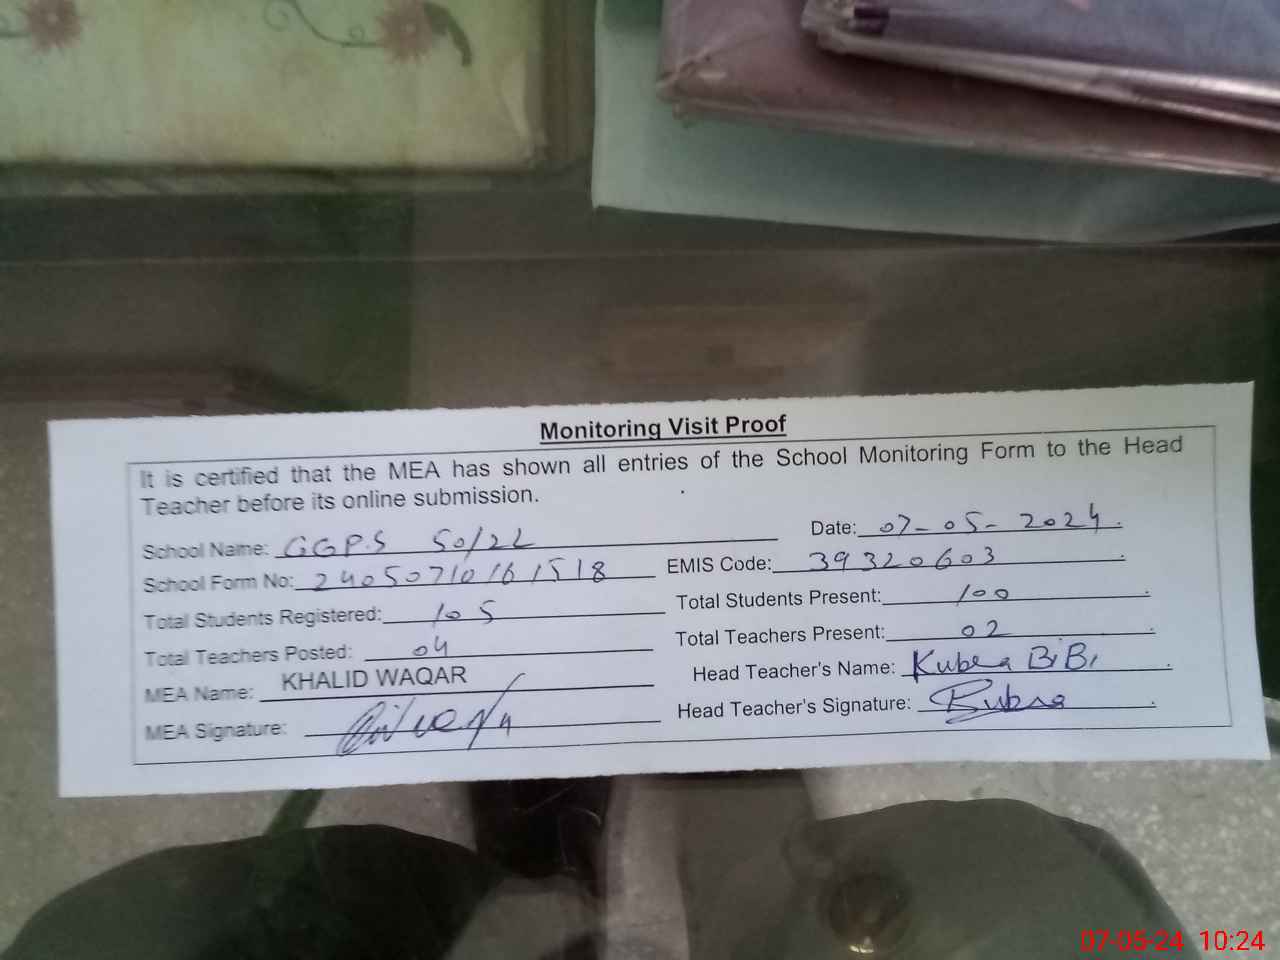 Monitoring Visit Proof
It is certified that the MEA has shown all entries of the School Monitoring Form to the Head
Teacher before its online submission.
School Name: GGPS 50/2L Date: 07-05-2024
School Form No: 24050710161518 EMIS Code: 39320603
Total Students Registered: 105 Total Students Present: 100
Total Teachers Posted: 04 Total Teachers Present: 02
MEA Name: KHALID WAQAR Head Teacher's Name: Kubra BiBi
MEA Signature: Head Teacher's Signature: Kubra
07-05-24 10:24